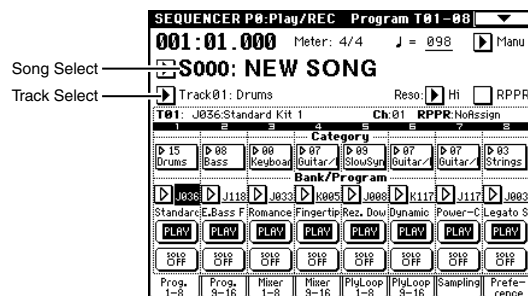 SEQUENCER P0:Play/REC Program T01-08
001:01.000 Meter: 4/4 ♩ = 098 Manu
Song Select
S000: NEW SONG
Track Select
Track01: Drums Reso: Hi RPPR
T01: J036:Standard Kit 1 Ch:01 RPPR:NoAssign
1 2 3 4 5 6 7 8
Category
15 08 00 07 09 07 07 03
Drums Bass Keyboar Guitar/ SlowSyn Guitar/ Guitar/ Strings
Bank/Program
J036 J118 J033 K005 J008 K117 J117 J003
Standard E.Bass F Romance Fingertip Rez. Dow Dynamic Power-C Legato S
PLAY PLAY PLAY PLAY PLAY PLAY PLAY PLAY
SOLO SOLO SOLO SOLO SOLO SOLO SOLO SOLO
OFF OFF OFF OFF OFF OFF OFF OFF
Prog. Prog. Mixer Mixer PlyLoop PlyLoop Sampling Prefe-
1-8 9-16 1-8 9-16 1-8 9-16 rence